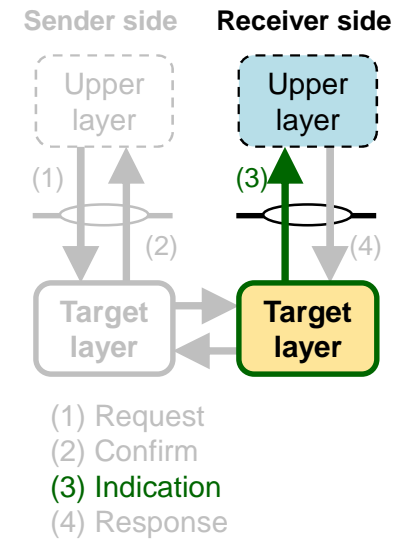 Sender side
Receiver side
Upper
layer
Upper
layer
(1)
(2)
(3)
(4)
Target
layer
Target
layer
(1) Request
(2) Confirm
(3) Indication
(4) Response